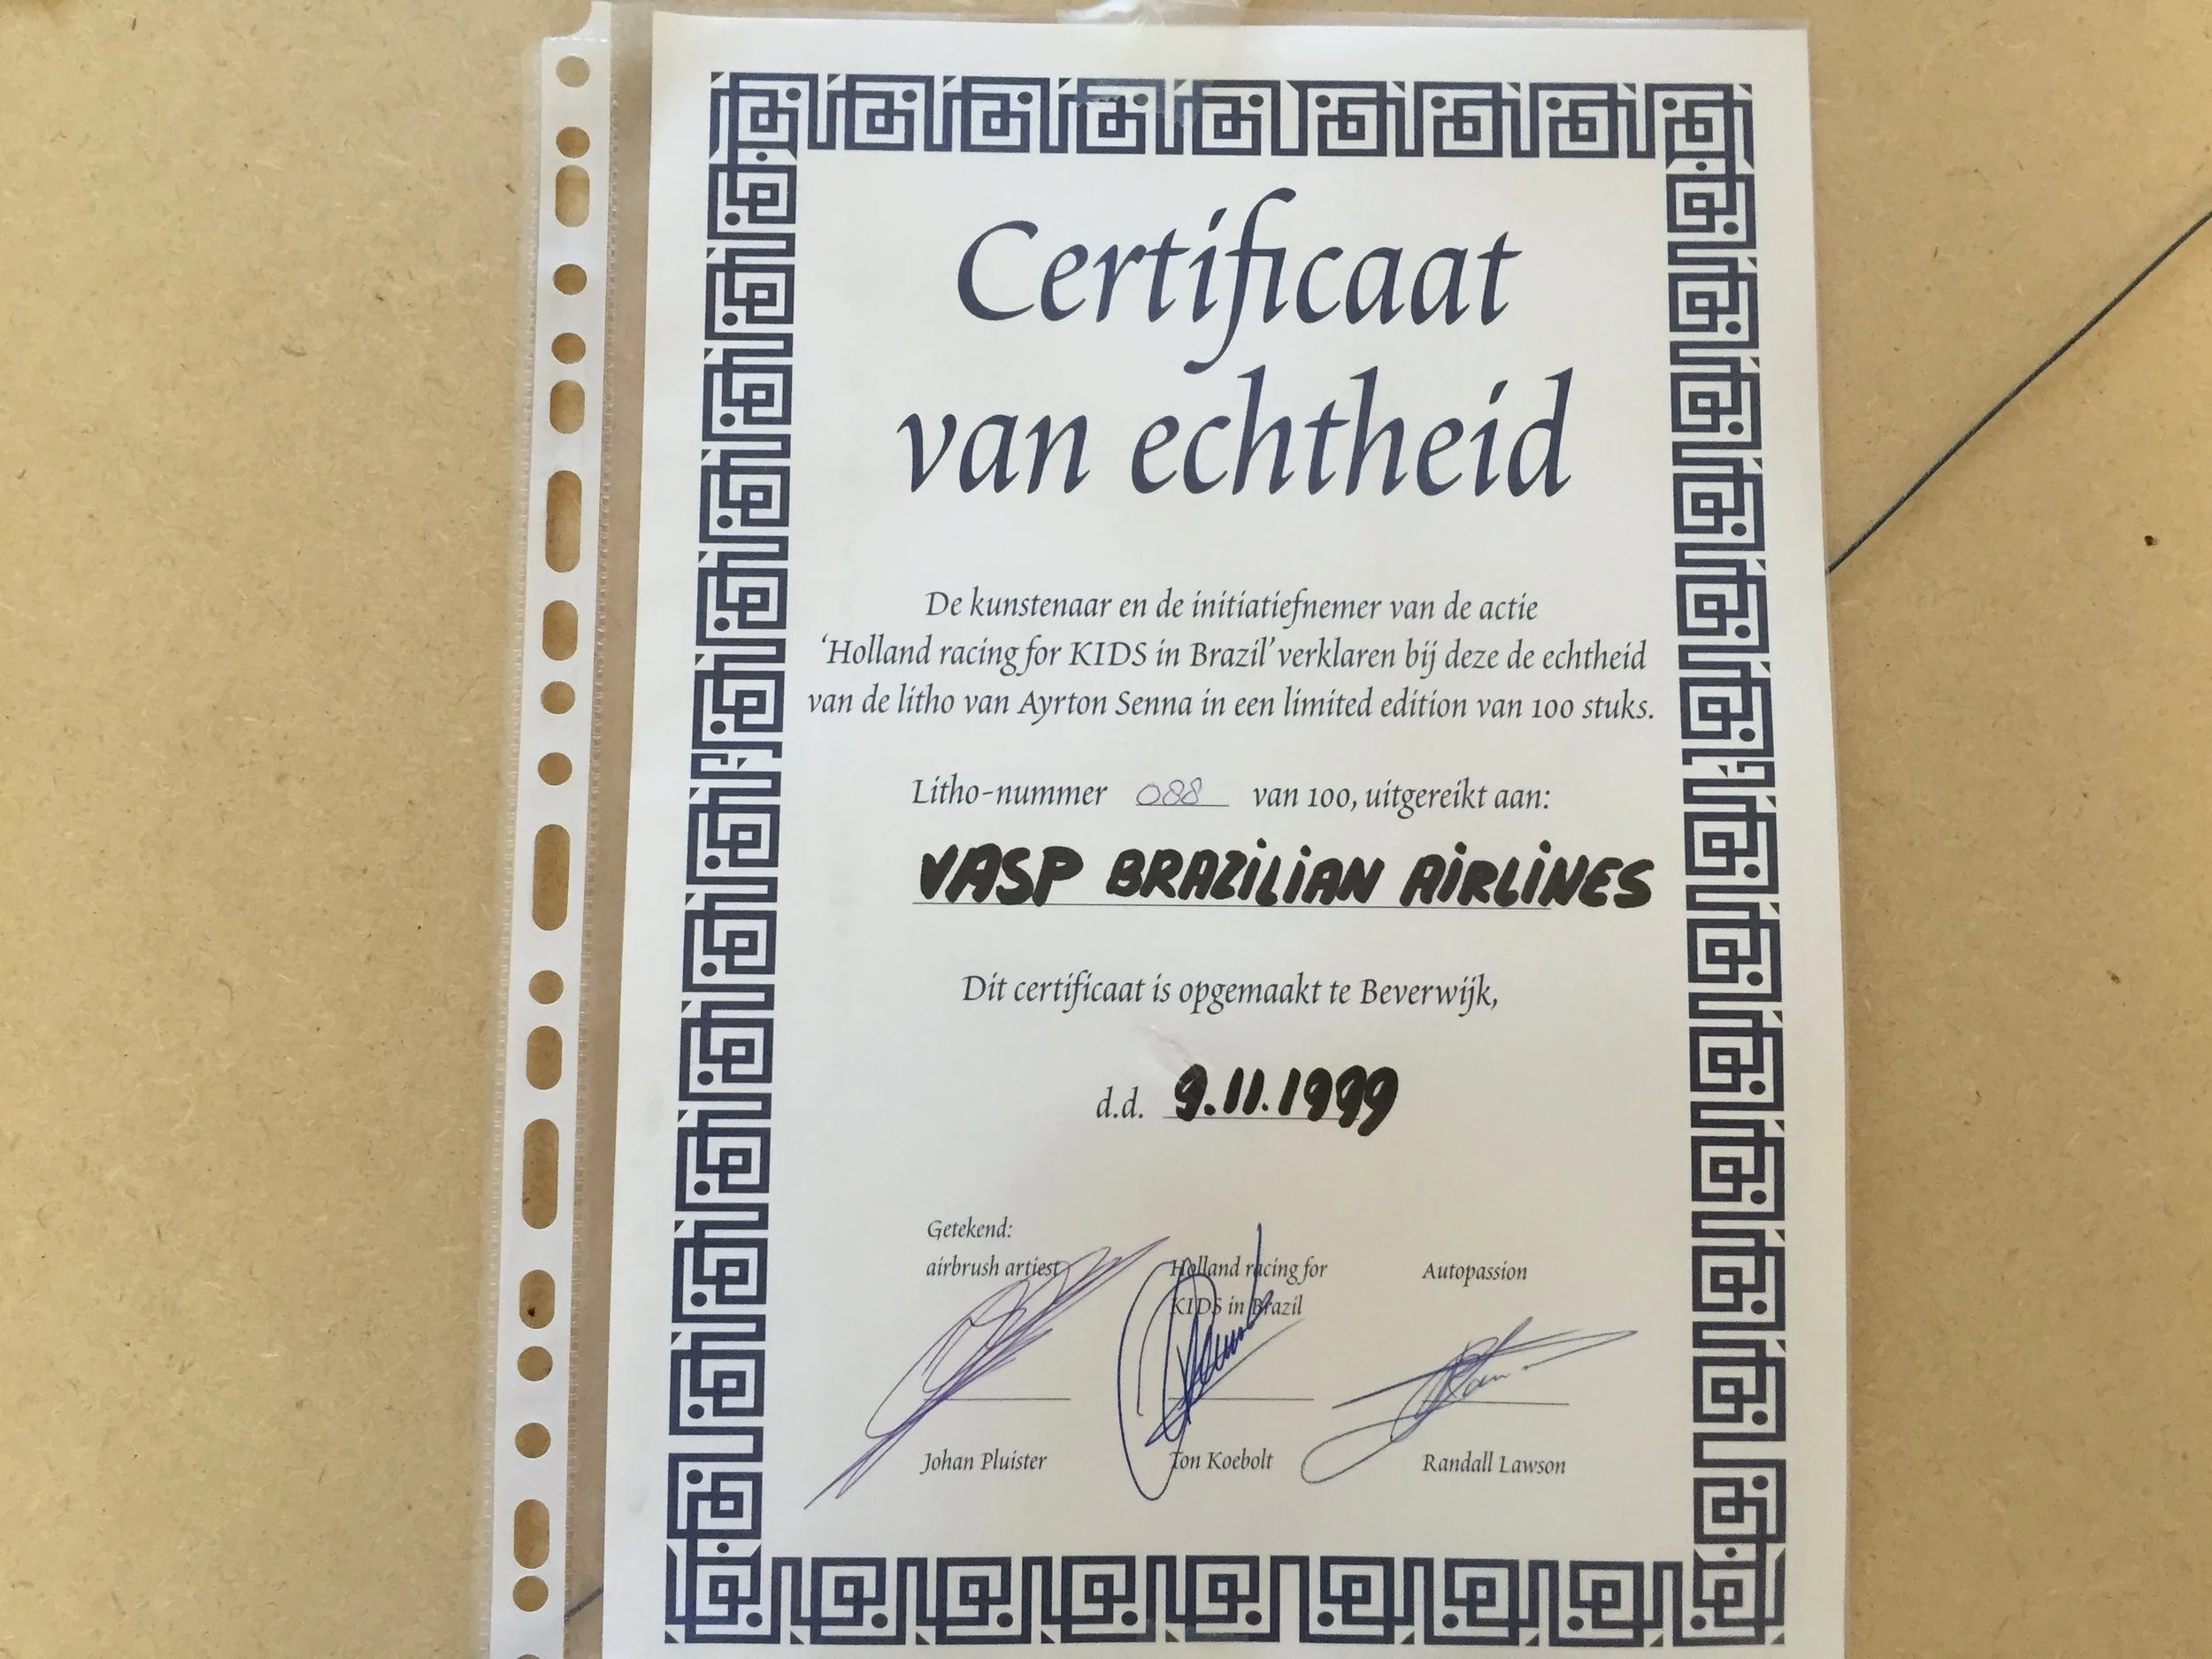 Certificaat
van echtheid
De kunstenaar en de initiatiefnemer van de actie
‘Holland racing for KIDS in Brazil’ verklaren bij deze de echtheid
van de litho van Ayrton Senna in een limited edition van 100 stuks.
Litho-nummer 088 van 100, uitgereikt aan:
VASP BRAZILIAN AIRLINES
Dit certificaat is opgemaakt te Beverwijk,
d.d. 9.11.1999
Getekend:
airbrush artiest Holland racing for Autopassion
KIDS in Brazil
Johan Pluister Ton Koebolt Randall Lawson